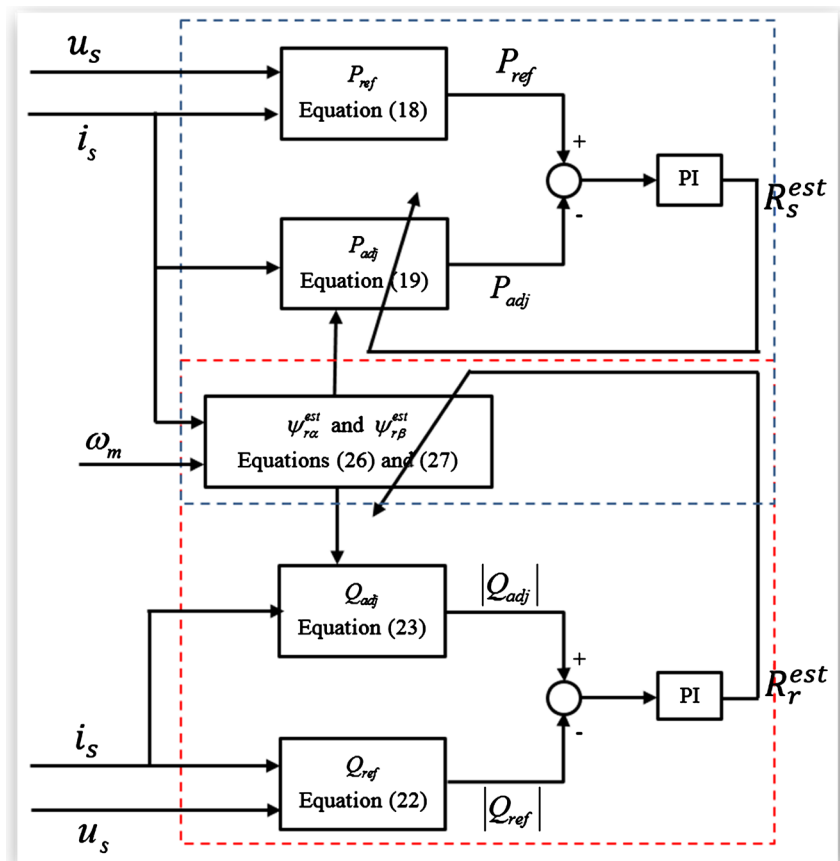 u_s
P_ref
Equation (18)
P_ref
i_s
+
PI
R_s^est
-
P_adj
Equation (19)
P_adj
ψ_rα^est and ψ_rβ^est
Equations (26) and (27)
ω_m
Q_adj
Equation (23)
|Q_adj|
+
PI
R_r^est
-
i_s
Q_ref
Equation (22)
|Q_ref|
u_s